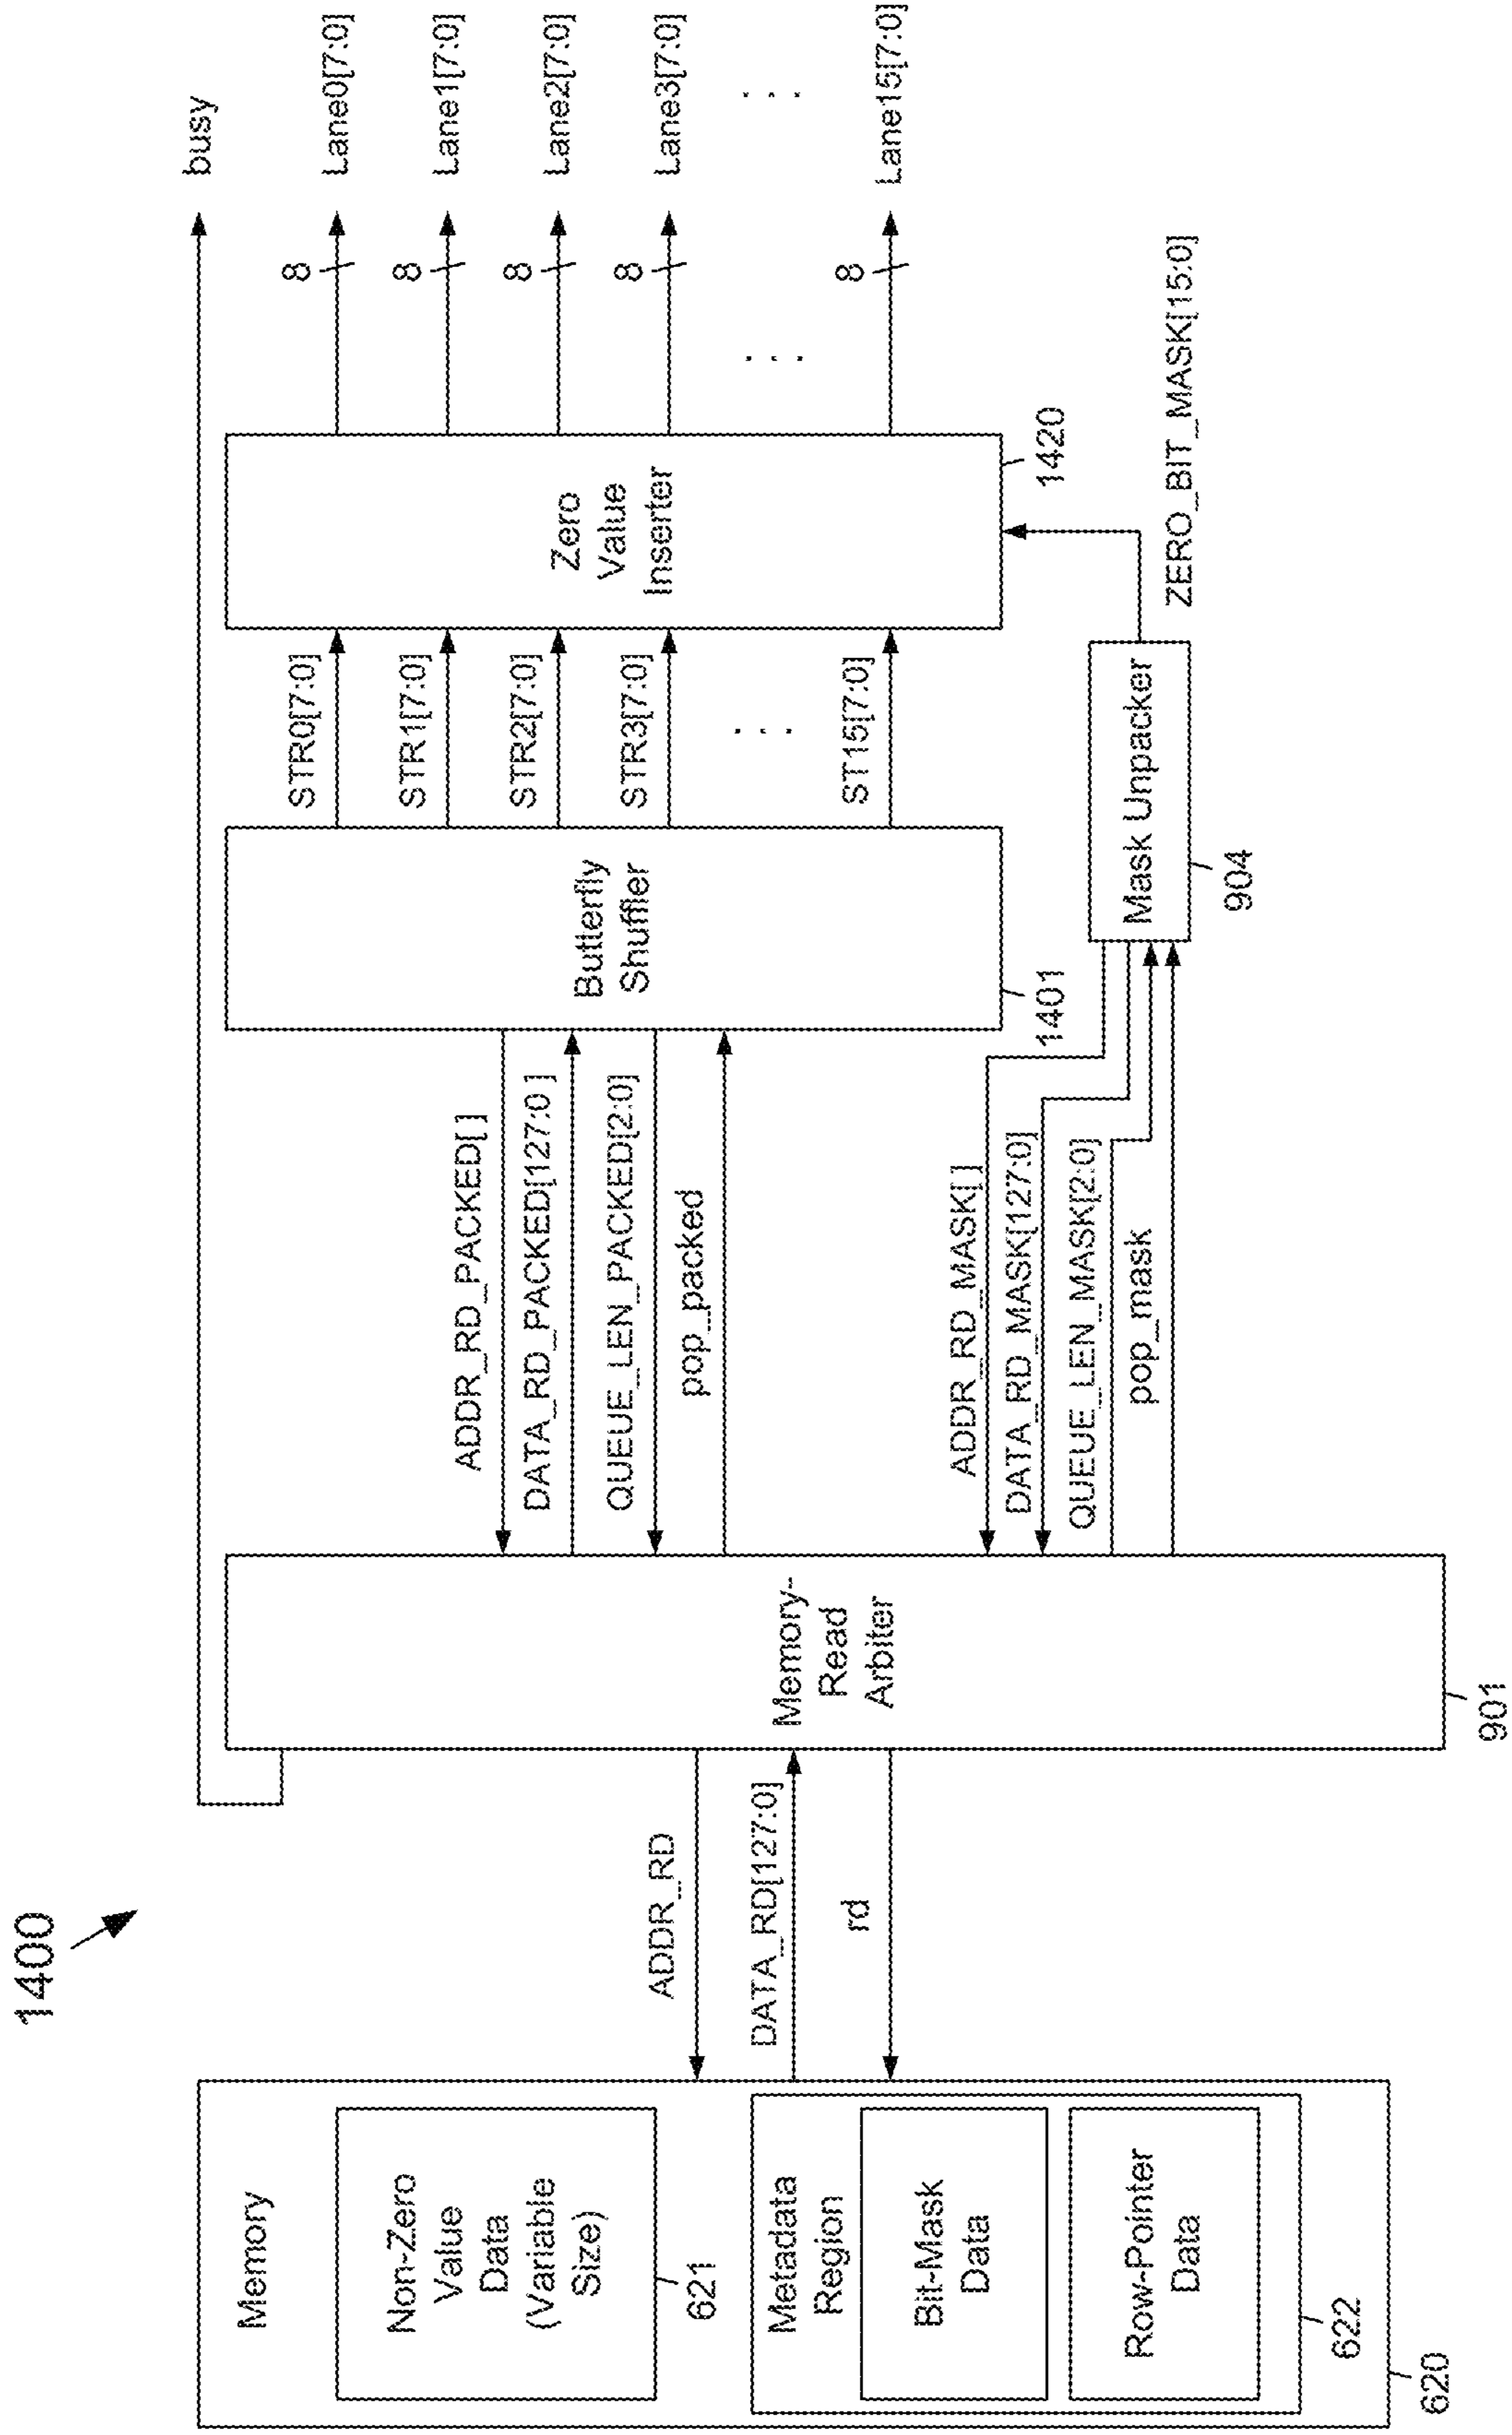 1400
Memory
Non-Zero
Value
Data
(Variable
Size)
621
Metadata
Region
Bit-Mask
Data
Row-Pointer
Data
622
620
ADDR_RD
DATA_RD[127:0]
rd
Memory-
Read
Arbiter
901
ADDR_RD_PACKED[ ]
DATA_RD_PACKED[127:0 ]
QUEUE_LEN_PACKED[2:0]
pop_packed
ADDR_RD_MASK[ ]
DATA_RD_MASK[127:0]
QUEUE_LEN_MASK[2:0]
pop_mask
Butterfly
Shuffler
1401
Mask Unpacker
904
STR0[7:0]
STR1[7:0]
STR2[7:0]
STR3[7:0]
. . .
ST15[7:0]
Zero
Value
Inserter
1420
ZERO_BIT_MASK[15:0]
8
8
8
8
. . .
8
busy
Lane0[7:0]
Lane1[7:0]
Lane2[7:0]
Lane3[7:0]
. . .
Lane15[7:0]